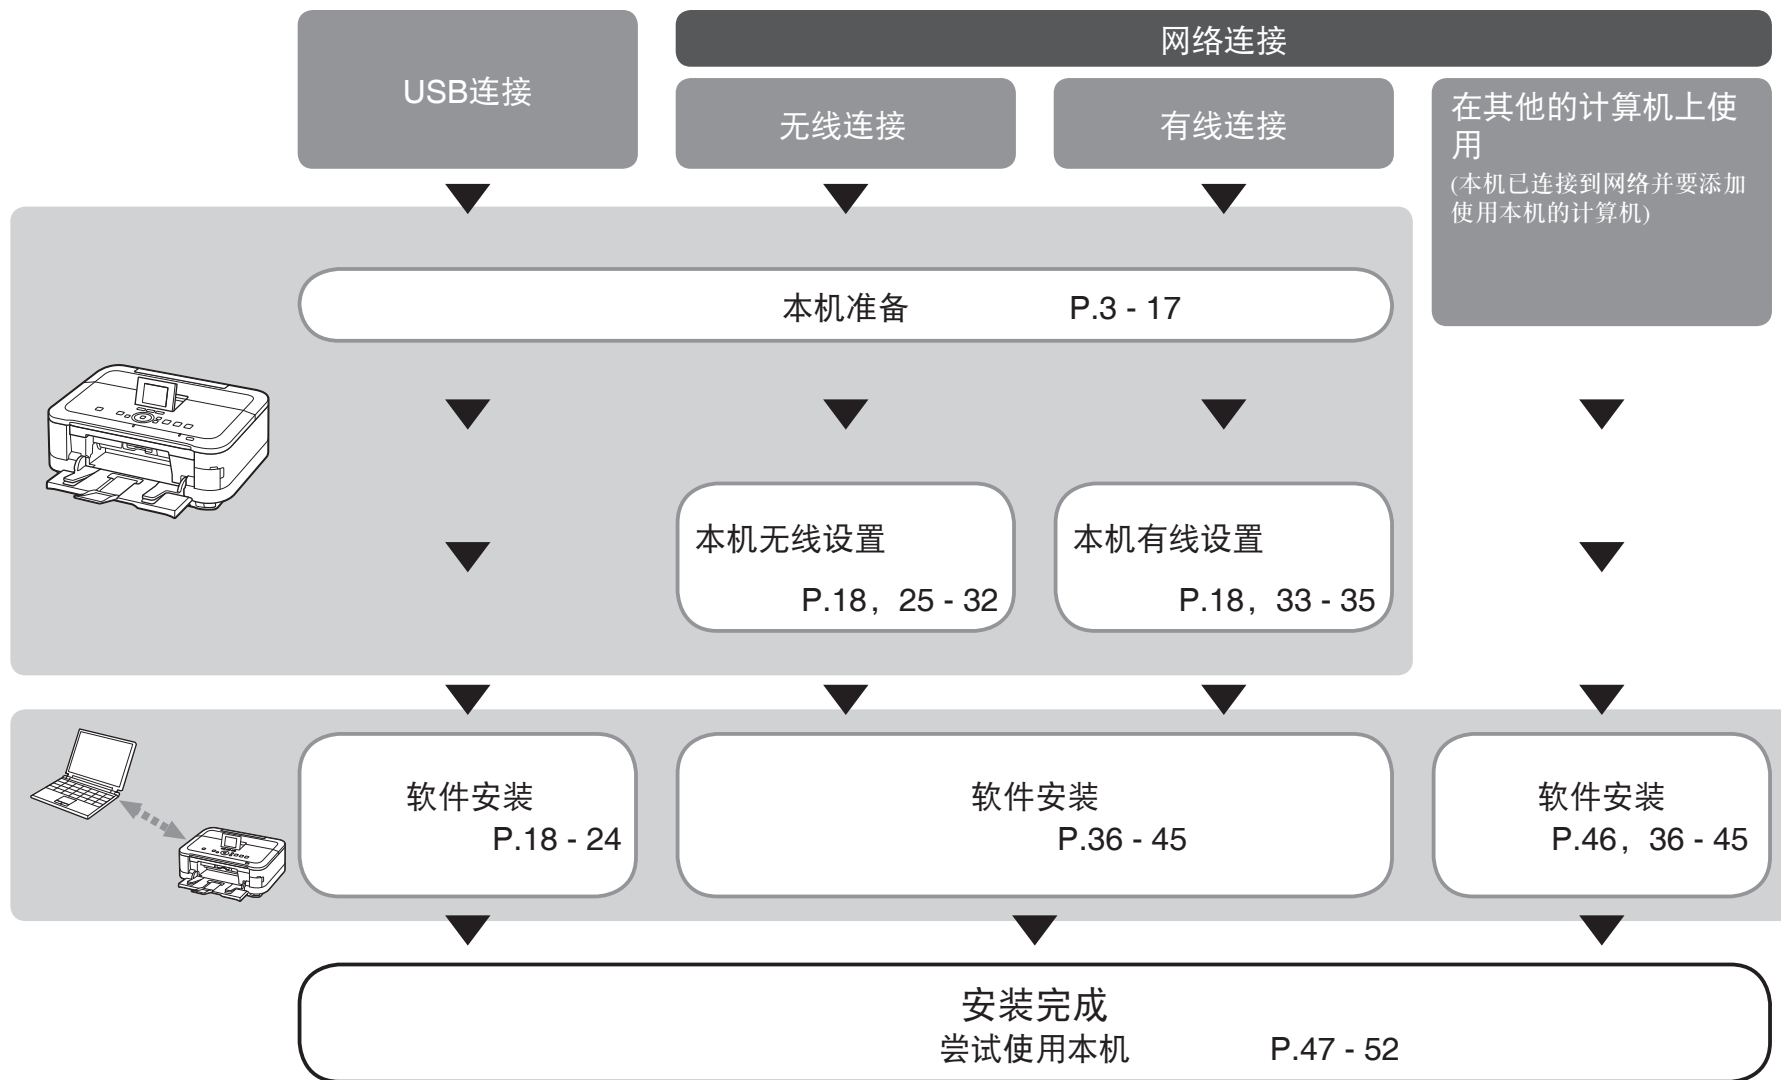 网络连接
USB连接
无线连接
有线连接
在其他的计算机上使
用
(本机已连接到网络并要添加
使用本机的计算机)
本机准备 P.3 - 17
本机无线设置
P.18，25 - 32
本机有线设置
P.18，33 - 35
软件安装
P.18 - 24
软件安装
P.36 - 45
软件安装
P.46，36 - 45
安装完成
尝试使用本机 P.47 - 52